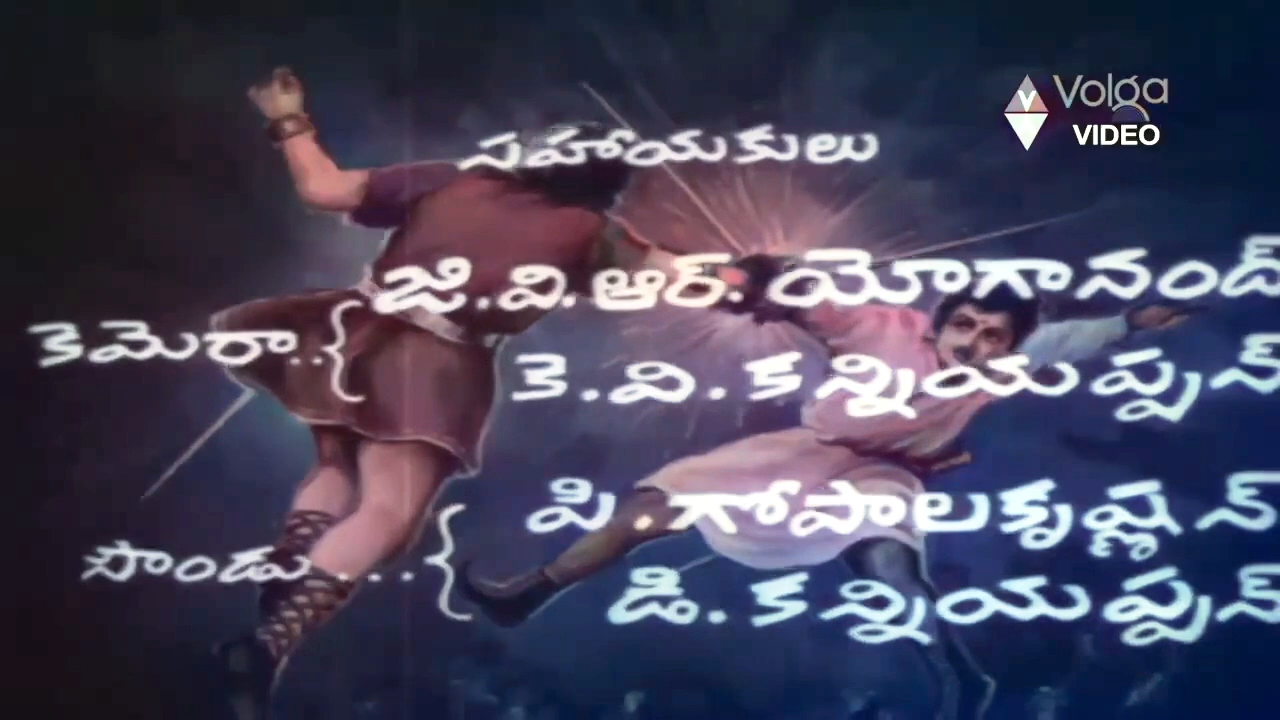 Volga
VIDEO
సహాయకులు
జి.వి.ఆర్.యోగానంద్
కెమెరా..{
కె.వి.కన్నియప్పన్
పి.గోపాలకృష్ణన్
సౌండు...{
డి.కన్నియప్పన్